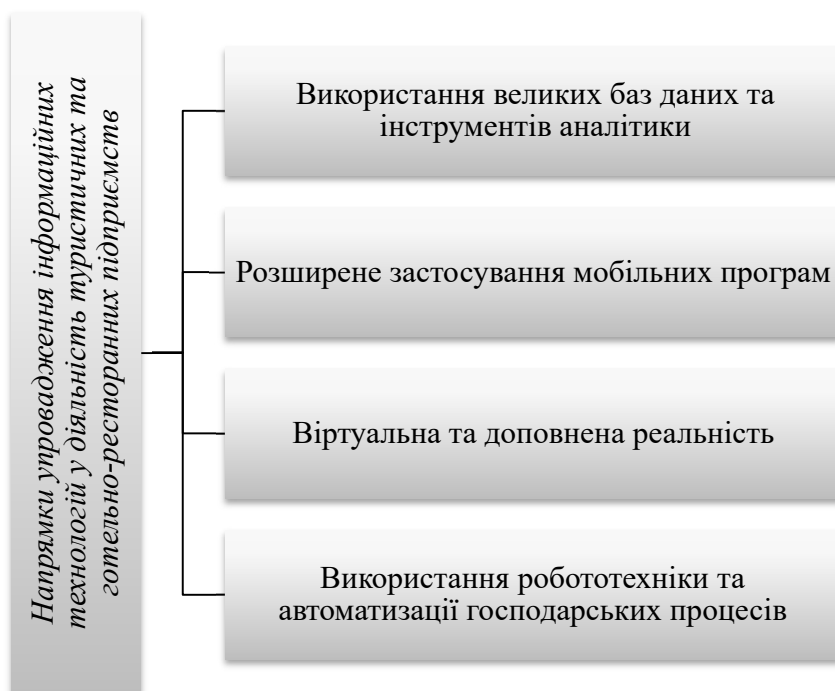 Напрямки упровадження інформаційних
технологій у діяльність туристичних та
готельно-ресторанних підприємств
Використання великих баз даних та
інструментів аналітики
Розширене застосування мобільних програм
Віртуальна та доповнена реальність
Використання робототехніки та
автоматизації господарських процесів